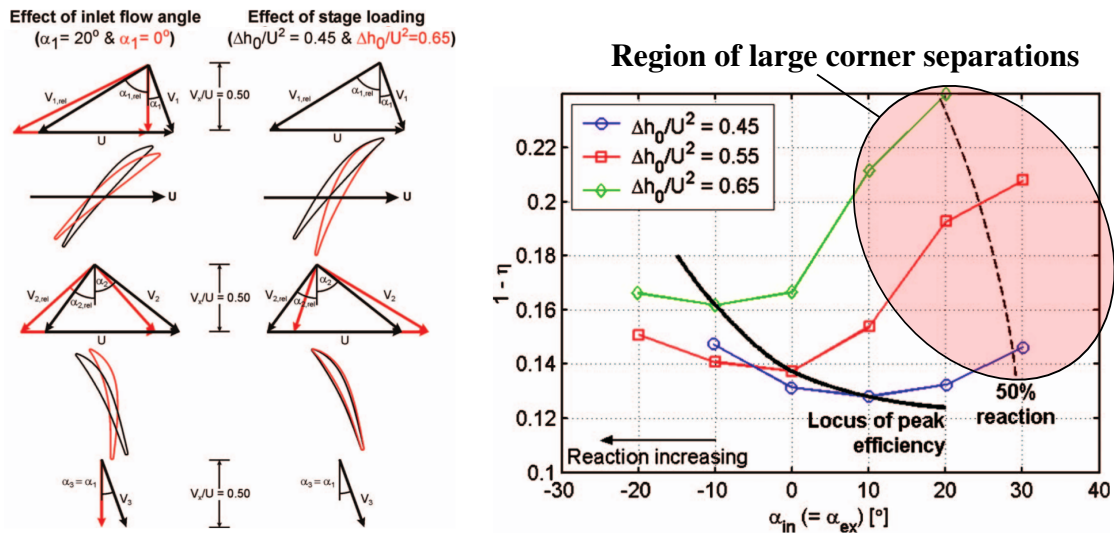 Effect of inlet flow angle
(α₁= 20° & α₁= 0°)
Effect of stage loading
(Δh₀/U² = 0.45 & Δh₀/U²=0.65)
V₁,rel
α₁,rel
α₁
V₁
Vₓ/U = 0.50
U
V₁,rel
α₁,rel
α₁
V₁
U
U
V₂,rel
α₂
α₂,rel
V₂
Vₓ/U = 0.50
U
V₂,rel
α₂
α₂,rel
V₂
U
α₃ = α₁
V₃
Vₓ/U = 0.50
α₃ = α₁
V₃
Region of large corner separations
Δh₀/U² = 0.45
Δh₀/U² = 0.55
Δh₀/U² = 0.65
0.22
0.2
0.18
0.16
0.14
0.12
0.1
1 - η
50%
reaction
Locus of peak
efficiency
Reaction increasing
-30
-20
-10
0
10
20
30
40
αin (= αex) [°]